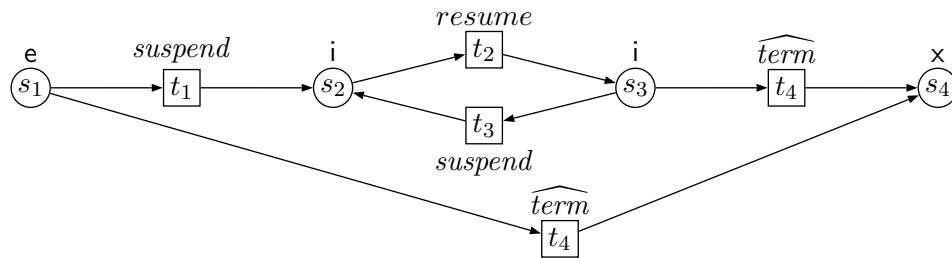 resume
e suspend i i term x
s1 t1 s2 t2 s3 t4 s4
t3
suspend
term
t4